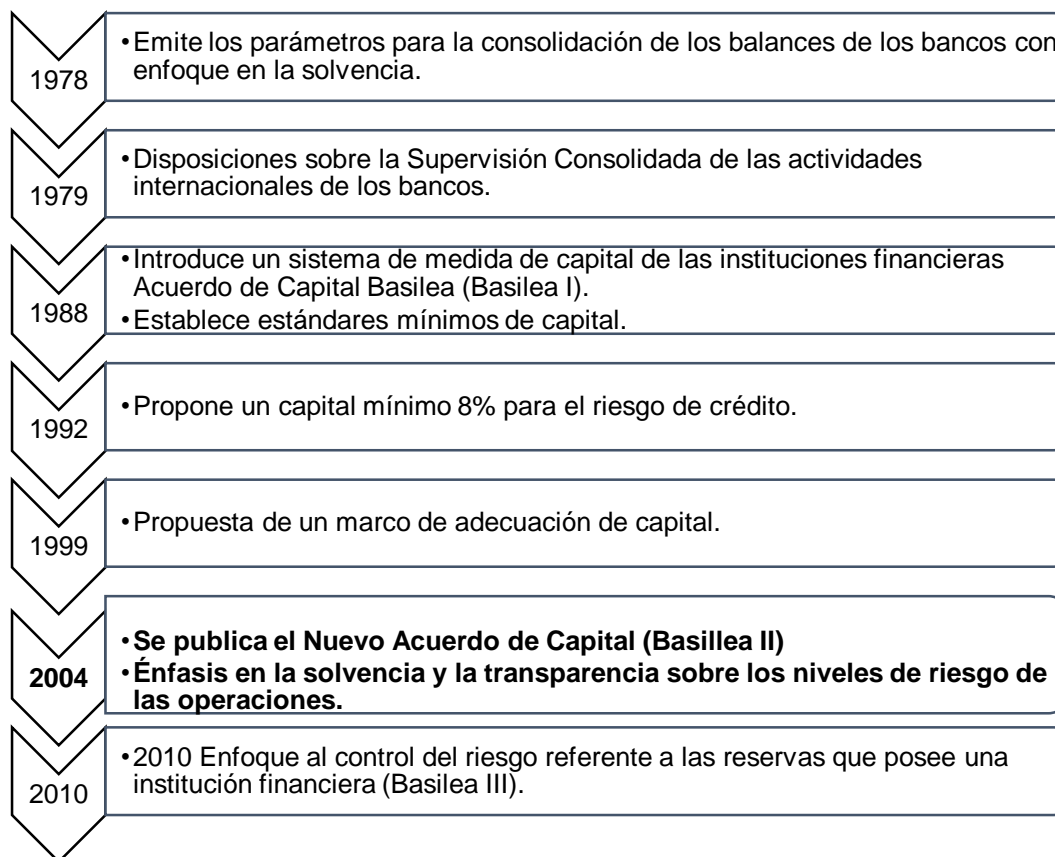 1978
•Emite los parámetros para la consolidación de los balances de los bancos con
enfoque en la solvencia.
1979
•Disposiciones sobre la Supervisión Consolidada de las actividades
internacionales de los bancos.
1988
•Introduce un sistema de medida de capital de las instituciones financieras
Acuerdo de Capital Basilea (Basilea I).
•Establece estándares mínimos de capital.
1992
•Propone un capital mínimo 8% para el riesgo de crédito.
1999
•Propuesta de un marco de adecuación de capital.
2004
•Se publica el Nuevo Acuerdo de Capital (Basillea II)
•Énfasis en la solvencia y la transparencia sobre los niveles de riesgo de
las operaciones.
2010
•2010 Enfoque al control del riesgo referente a las reservas que posee una
institución financiera (Basilea III).